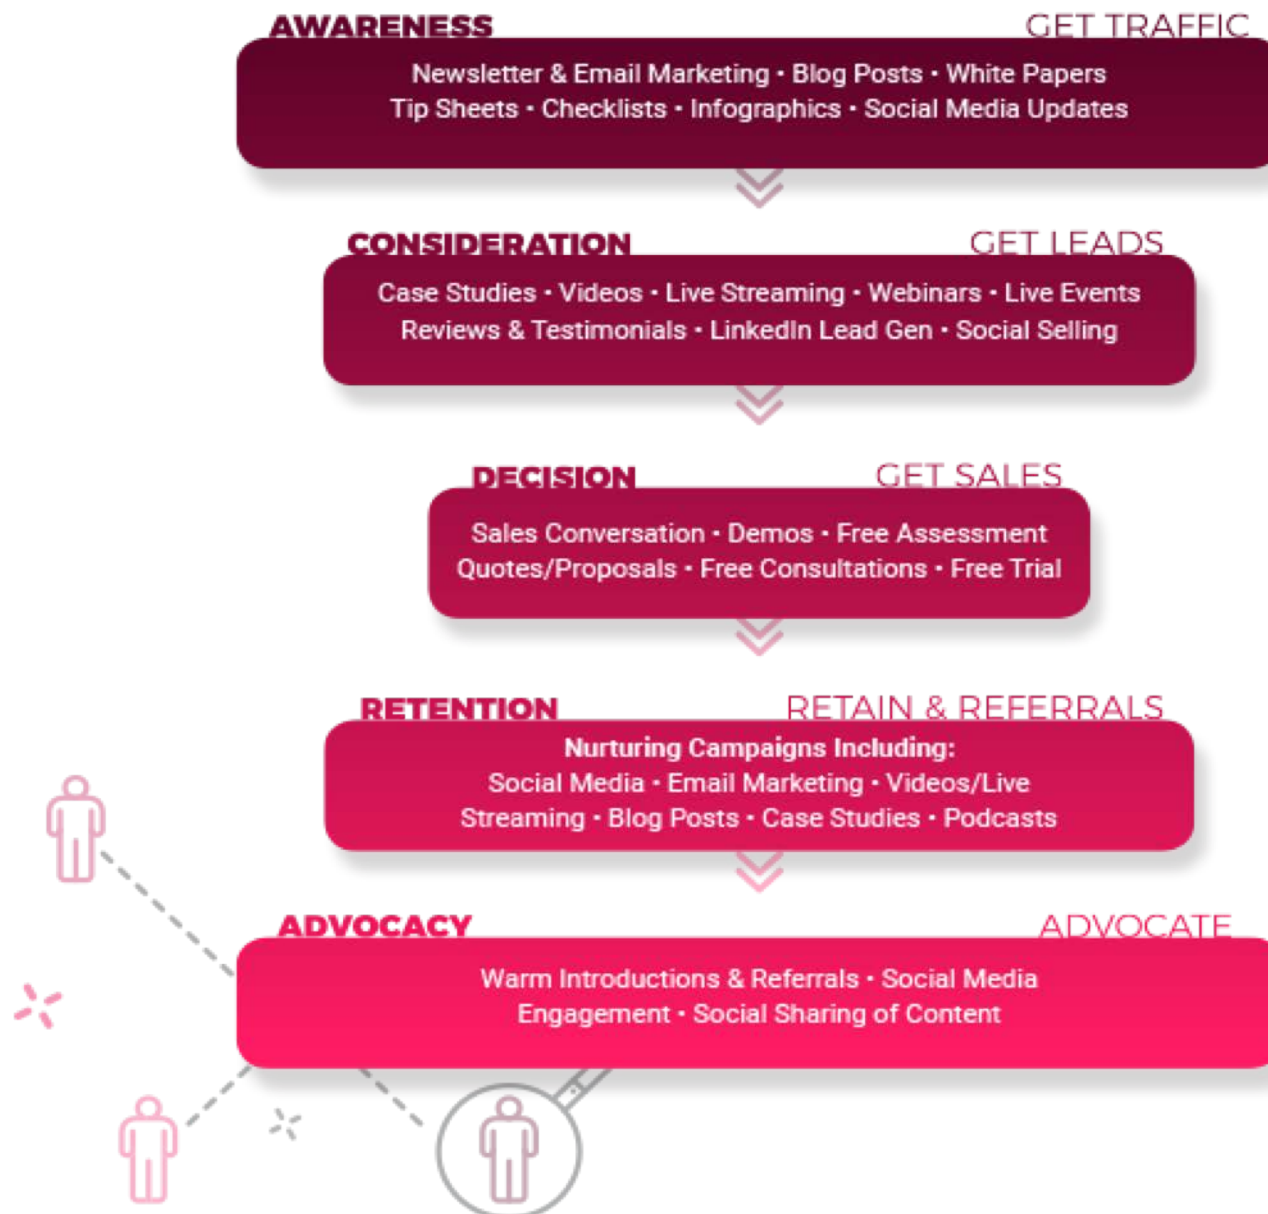 AWARENESS GET TRAFFIC
Newsletter & Email Marketing • Blog Posts • White Papers
Tip Sheets • Checklists • Infographics • Social Media Updates
CONSIDERATION GET LEADS
Case Studies • Videos • Live Streaming • Webinars • Live Events
Reviews & Testimonials • LinkedIn Lead Gen • Social Selling
DECISION GET SALES
Sales Conversation • Demos • Free Assessment
Quotes/Proposals • Free Consultations • Free Trial
RETENTION RETAIN & REFERRALS
Nurturing Campaigns Including:
Social Media • Email Marketing • Videos/Live
Streaming • Blog Posts • Case Studies • Podcasts
ADVOCACY ADVOCATE
Warm Introductions & Referrals • Social Media
Engagement • Social Sharing of Content